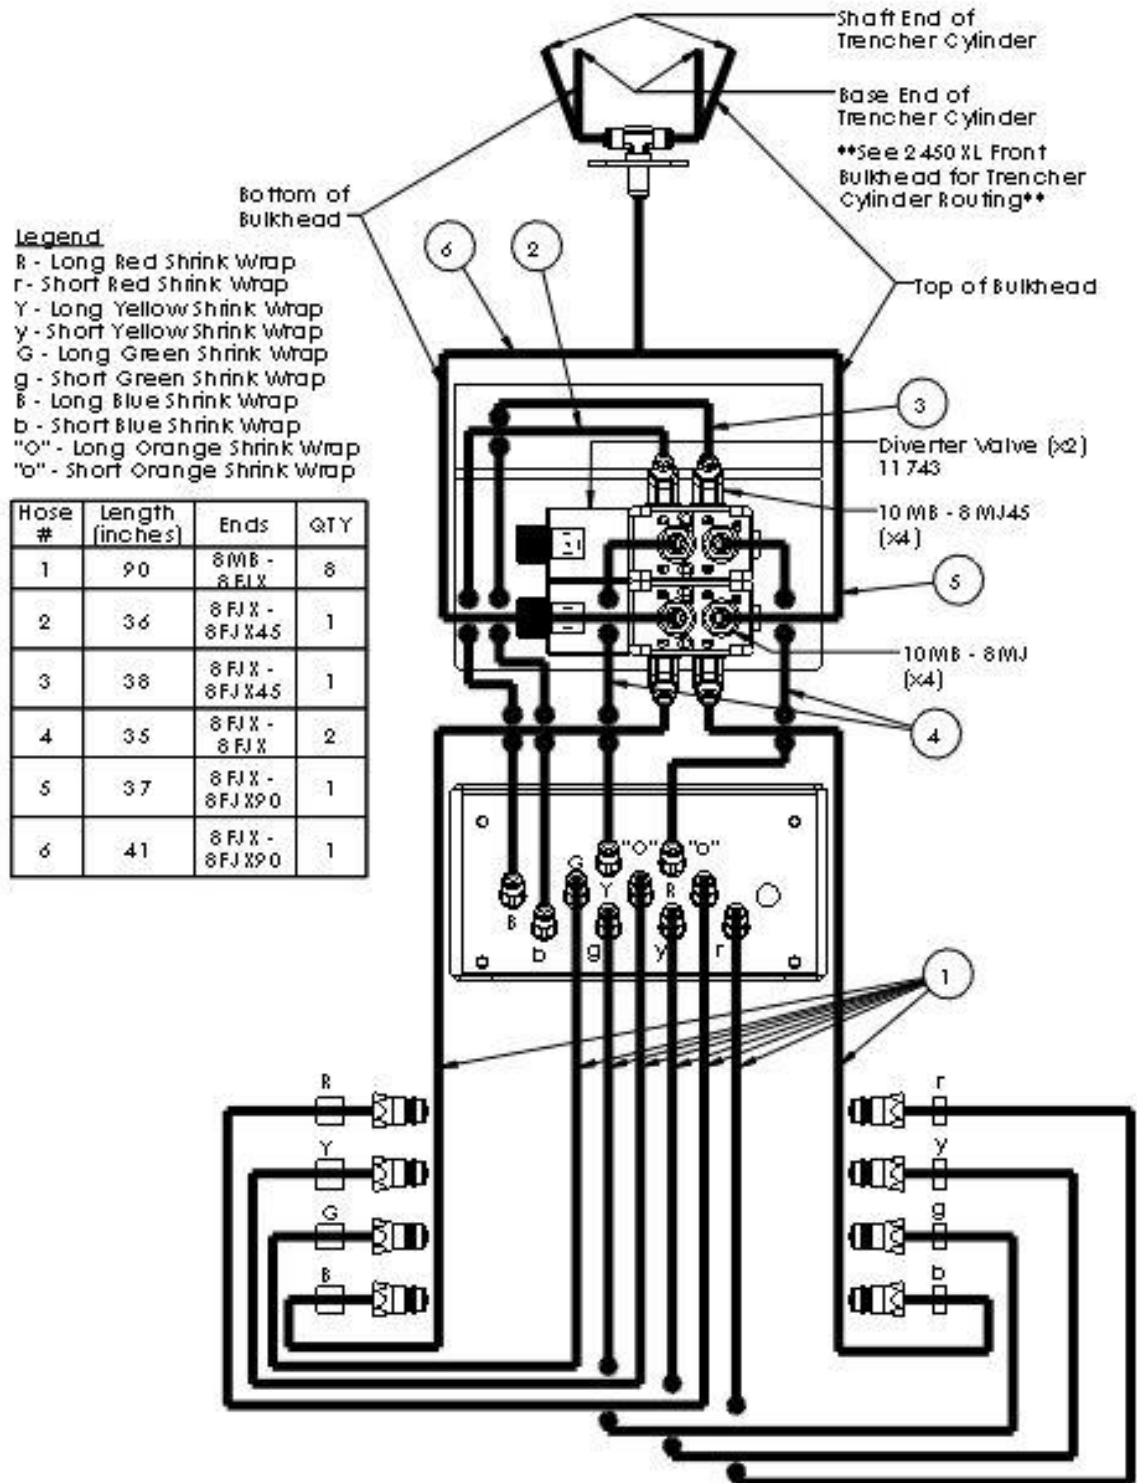 Shaft End of
Trencher Cylinder
Base End of
Trencher Cylinder
**See 2450XL Front
Bulkhead for Trencher
Cylinder Routing**
Bottom of
Bulkhead
Top of Bulkhead
Legend
R - Long Red Shrink Wrap
r - Short Red Shrink Wrap
Y - Long Yellow Shrink Wrap
y - Short Yellow Shrink Wrap
G - Long Green Shrink Wrap
g - Short Green Shrink Wrap
B - Long Blue Shrink Wrap
b - Short Blue Shrink Wrap
"O" - Long Orange Shrink Wrap
"o" - Short Orange Shrink Wrap
6
2
3
Diverter Valve (x2)
11743
10MB - 8MJ45
(x4)
5
10MB - 8MJ
(x4)
4
Hose # Length (inches) Ends QTY
1 90 8MB - 8FJX 8
2 36 8FJX - 8FJX45 1
3 38 8FJX - 8FJX45 1
4 35 8FJX - 8FJX 2
5 37 8FJX - 8FJX90 1
6 41 8FJX - 8FJX90 1
"O" "o"
G
Y R
B
b g y r
1
R r
Y y
G g
B b